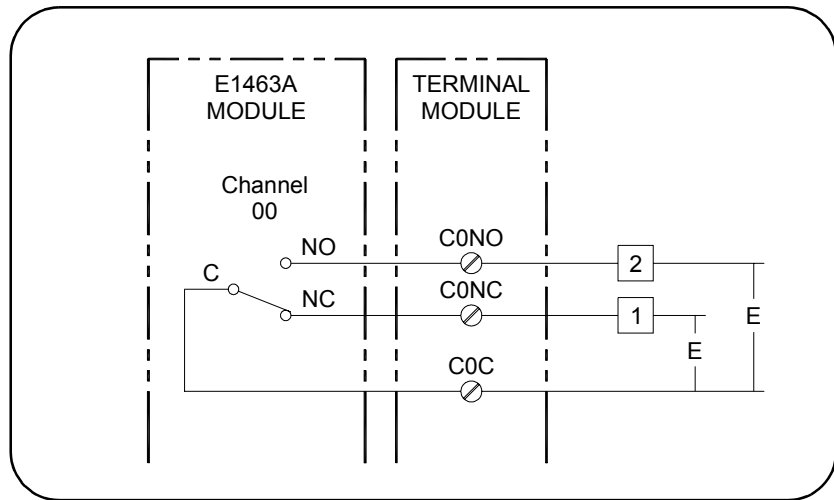 E1463A
MODULE
TERMINAL
MODULE
Channel
00
NO
C0NO
2
C
NC
C0NC
1
E
E
C0C